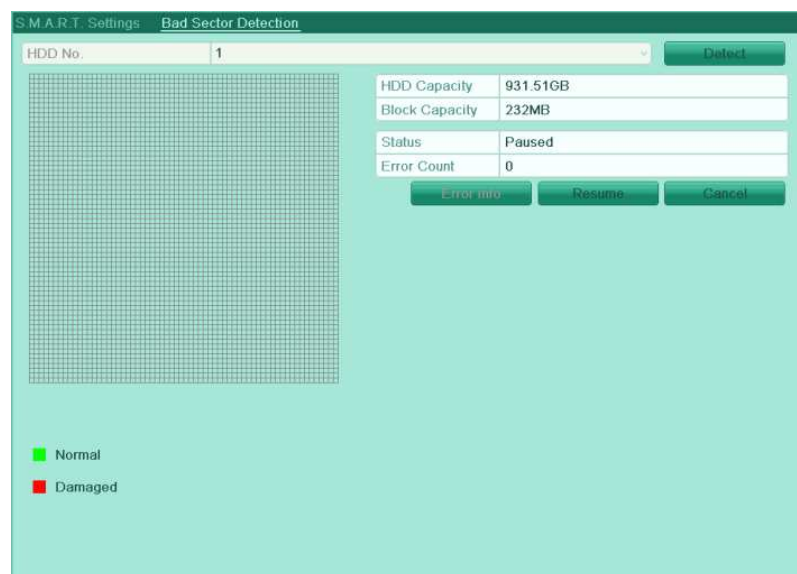 S.M.A.R.T. Settings Bad Sector Detection
HDD No. 1 Detect
HDD Capacity 931.51GB
Block Capacity 232MB
Status Paused
Error Count 0
Error info Resume Cancel
Normal
Damaged